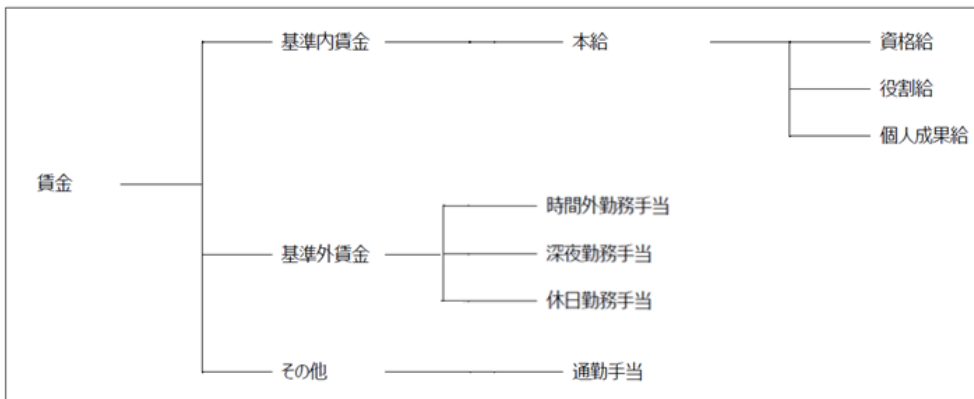 基準内賃金 本給 資格給
役割給
個人成果給
賃金
時間外勤務手当
基準外賃金 深夜勤務手当
休日勤務手当
その他 通勤手当